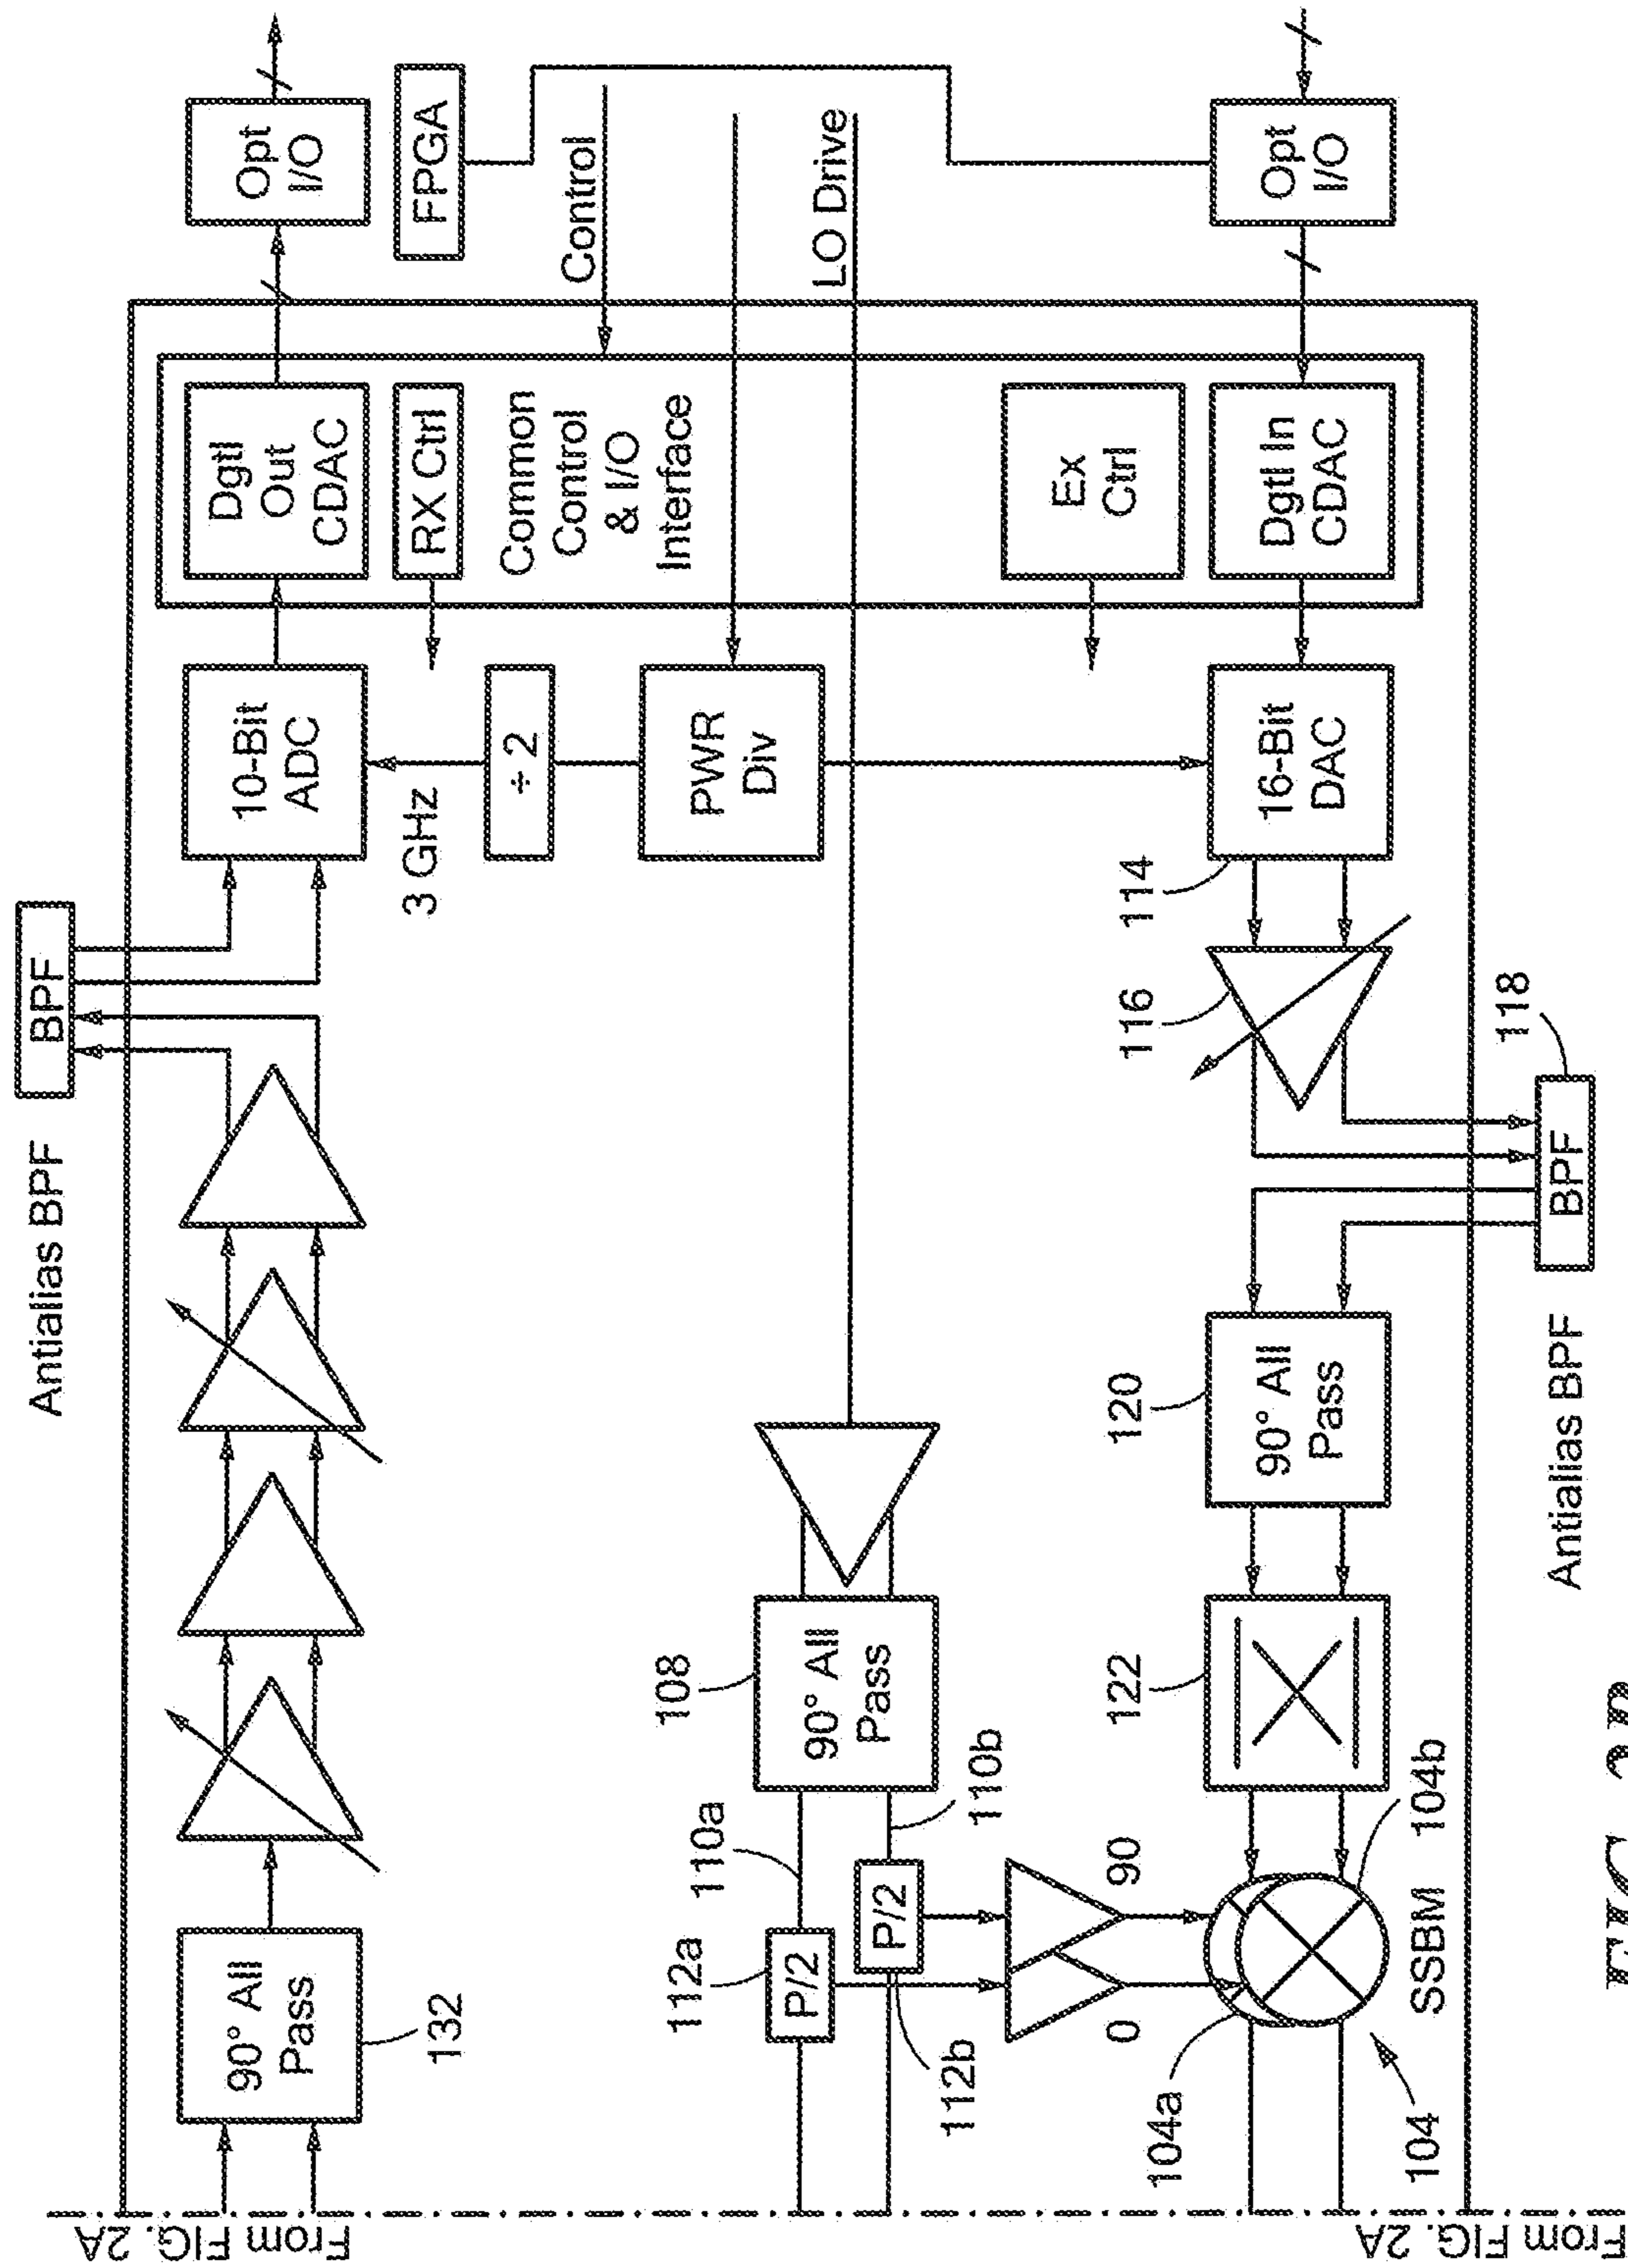 Antialias BPF
BPF
Opt
I/O
FPGA
Control
LO Drive
Opt
I/O
Dgtl
Out
CDAC
RX Ctrl
Common
Control
& I/O
Interface
Ex
Ctrl
Dgtl In
CDAC
10-Bit
ADC
3 GHz
÷ 2
PWR
Div
16-Bit
DAC
114
116
118
BPF
Antialias BPF
120
90° All
Pass
122
108
90° All
Pass
110a
110b
112a
P/2
P/2
112b
90
0
104a
104b
SSBM
104
132
90° All
Pass
From FIG. 2A
From FIG. 2A